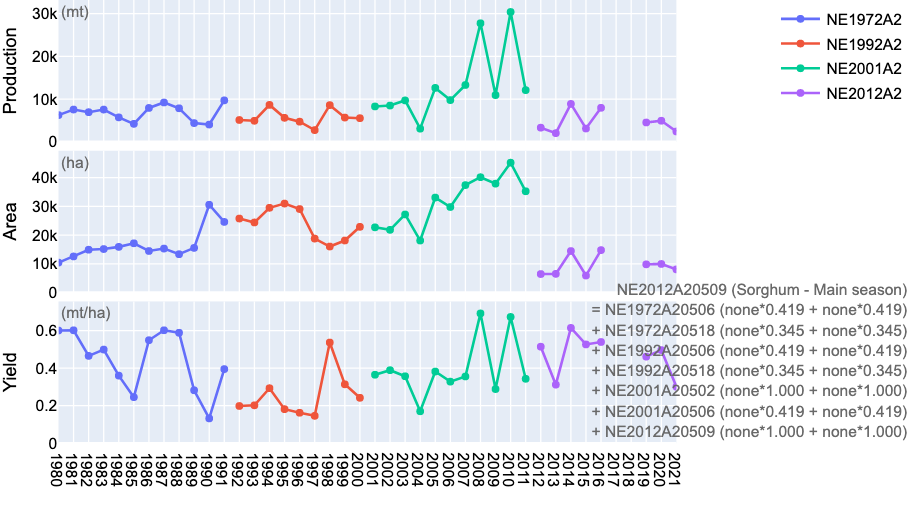 Production
(mt)
30k
20k
10k
0
NE1972A2
NE1992A2
NE2001A2
NE2012A2
Area
(ha)
40k
30k
20k
10k
0
Yield
(mt/ha)
0.6
0.4
0.2
0
NE2012A20509 (Sorghum - Main season)
= NE1972A20506 (none*0.419 + none*0.419)
+ NE1972A20518 (none*0.345 + none*0.345)
+ NE1992A20506 (none*0.419 + none*0.419)
+ NE1992A20518 (none*0.345 + none*0.345)
+ NE2001A20502 (none*1.000 + none*1.000)
+ NE2001A20506 (none*0.419 + none*0.419)
+ NE2012A20509 (none*1.000 + none*1.000)
1980
1981
1982
1983
1984
1985
1986
1987
1988
1989
1990
1991
1992
1993
1994
1995
1996
1997
1998
1999
2000
2001
2002
2003
2004
2005
2006
2007
2008
2009
2010
2011
2012
2013
2014
2015
2016
2017
2018
2019
2020
2021